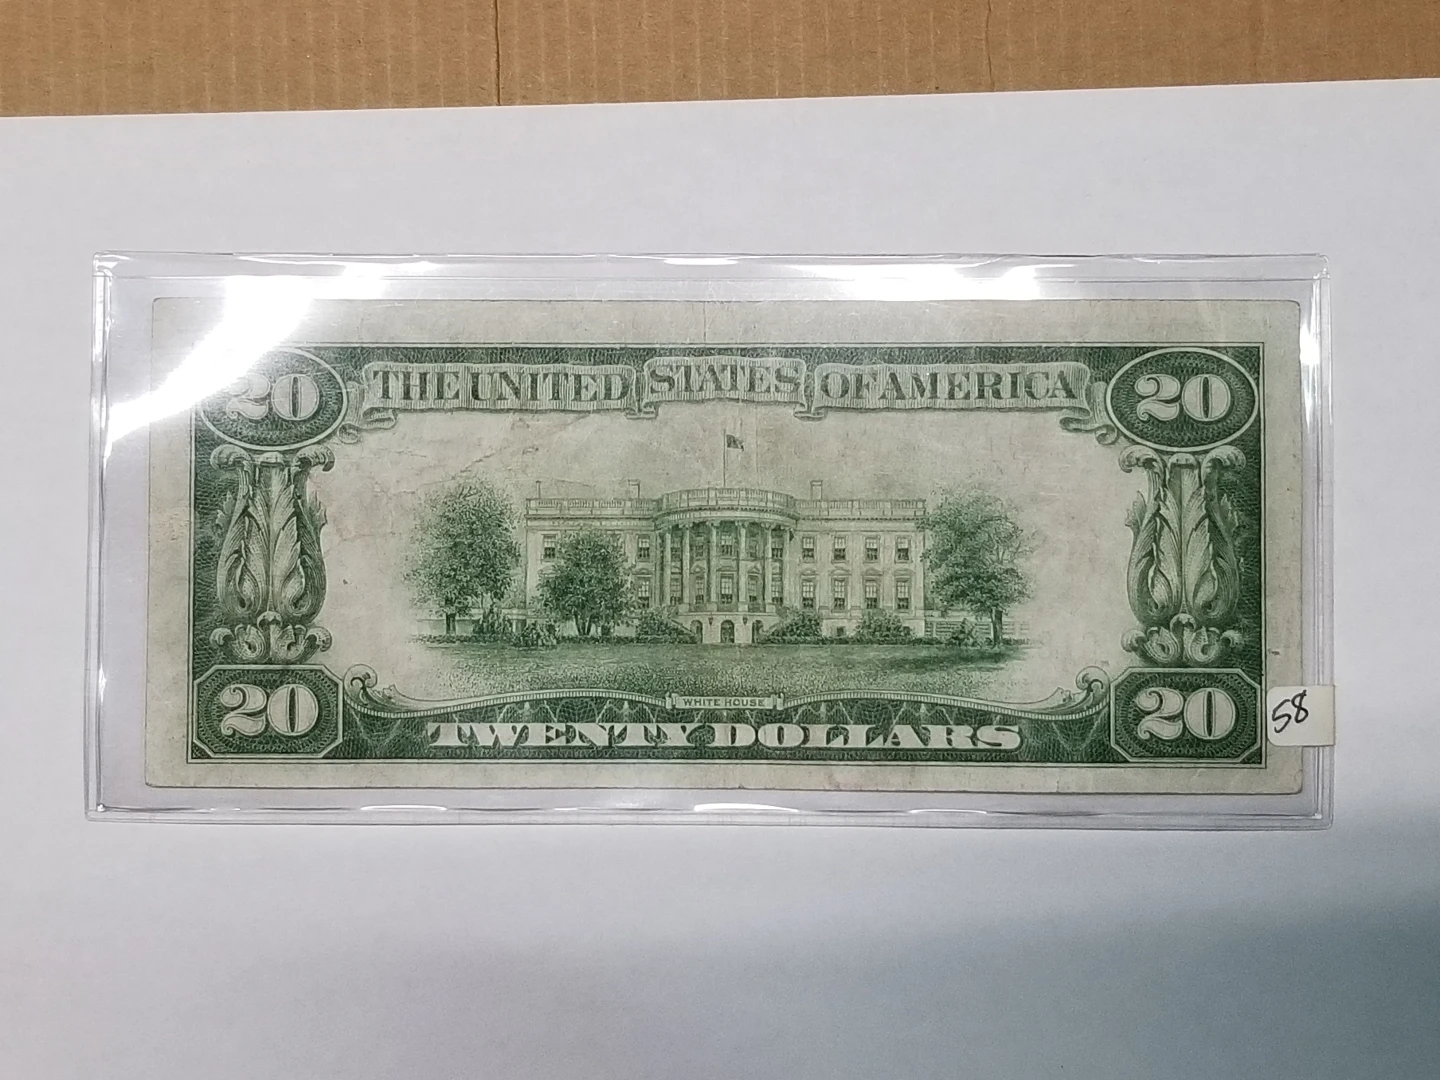 20 THE UNITED STATES OF AMERICA 20
WHITE HOUSE
20 TWENTY DOLLARS 20
58